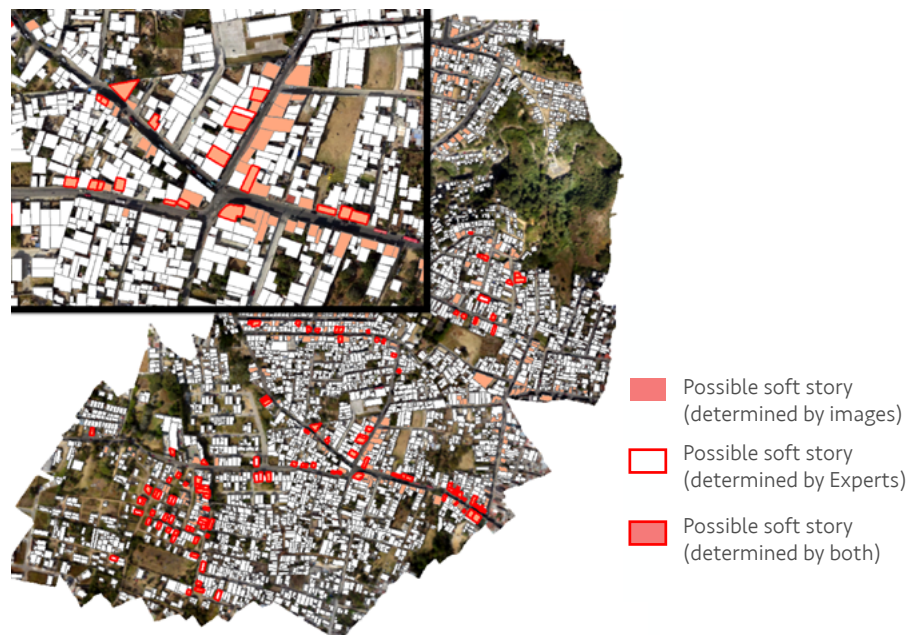 Possible soft story
(determined by images)
Possible soft story
(determined by Experts)
Possible soft story
(determined by both)